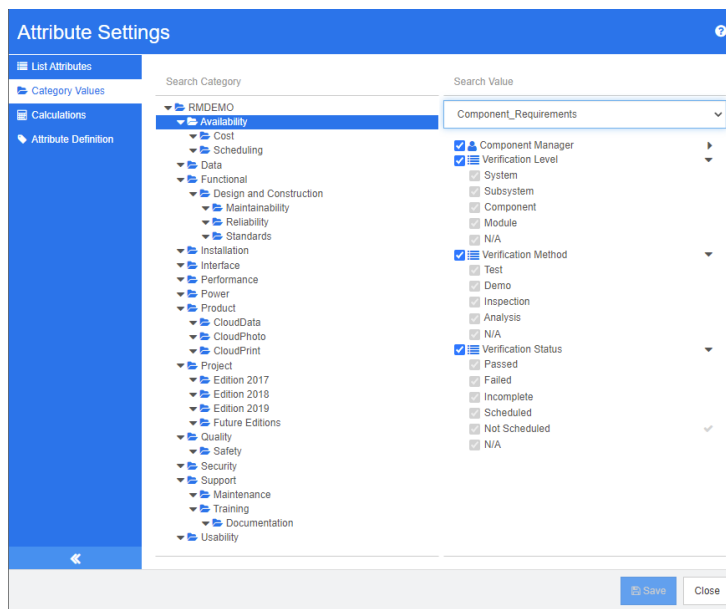 Attribute Settings
List Attributes
Category Values
Calculations
Attribute Definition
Search Category
RMDEMO
Availability
Cost
Scheduling
Data
Functional
Design and Construction
Maintainability
Reliability
Standards
Installation
Interface
Performance
Power
Product
CloudData
CloudPhoto
CloudPrint
Project
Edition 2017
Edition 2018
Edition 2019
Future Editions
Quality
Safety
Security
Support
Maintenance
Training
Documentation
Usability
Search Value
Component_Requirements
Component Manager
Verification Level
System
Subsystem
Component
Module
N/A
Verification Method
Test
Demo
Inspection
Analysis
N/A
Verification Status
Passed
Failed
Incomplete
Scheduled
Not Scheduled
N/A
Save
Close